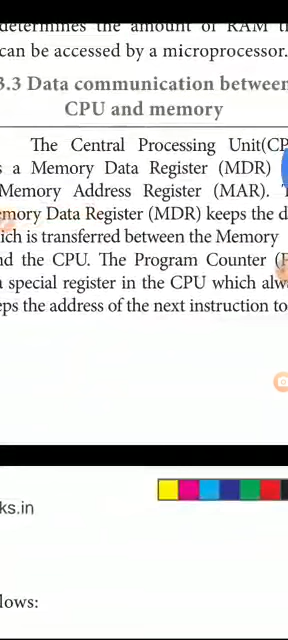 determines the amount of RAM
can be accessed by a microprocessor.
3.3 Data communication between
CPU and memory
The Central Processing Unit(CP
s a Memory Data Register (MDR)
Memory Address Register (MAR).
emory Data Register (MDR) keeps the d
ich is transferred between the Memory
nd the CPU. The Program Counter (P
a special register in the CPU which alw
eps the address of the next instruction to
ks.in
lows: